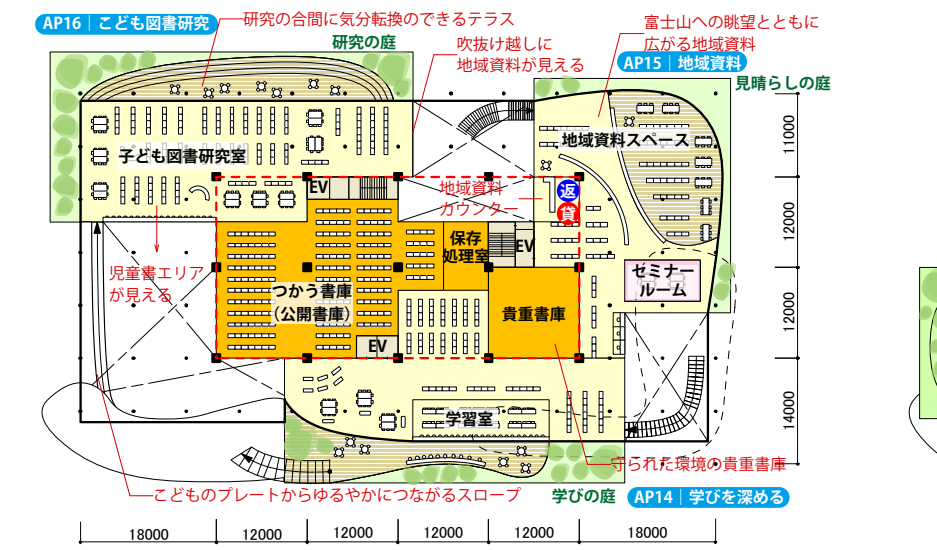 AP16｜こども図書研究
研究の合間に気分転換のできるテラス
研究の庭
吹抜け越しに
地域資料が見える
富士山への眺望とともに
広がる地域資料
AP15｜地域資料
見晴らしの庭
子ども図書研究室
地域資料スペース
EV
地域資料
カウンター
返
貸
保存
処理室
EV
児童書エリア
が見える
つかう書庫
（公開書庫）
貴重書庫
セミナー
ルーム
EV
学習室
守られた環境の貴重書庫
こどものプレートからゆるやかにつながるスロープ
学びの庭
AP14｜学びを深める
11000
12000
12000
14000
18000
12000
12000
12000
12000
18000